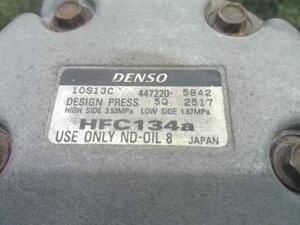 DENSO
10S13C 447220-5842
DESIGN PRESS 5Q 2517
HIGH SIDE 3.53MPa LOW SIDE 1.67MPa
HFC134a
USE ONLY ND-OIL 8 JAPAN